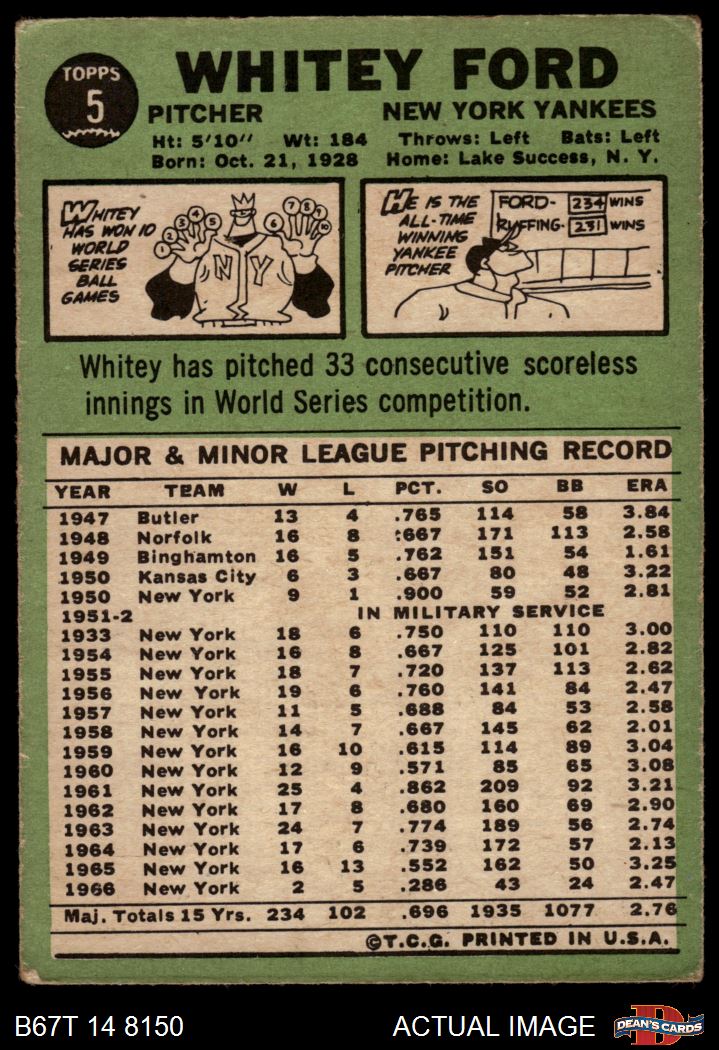 TOPPS
5
WHITEY FORD
PITCHER NEW YORK YANKEES
Ht: 5'10" Wt: 184 Throws: Left Bats: Left
Born: Oct. 21, 1928 Home: Lake Success, N. Y.
WHITEY
HAS WON 10
WORLD
SERIES
BALL
GAMES
1 2 3 4 5 6 7 8 9 10
NY
HE IS THE
ALL-TIME
WINNING
YANKEE
PITCHER
FORD- 234 WINS
RUFFING- 231 WINS
Whitey has pitched 33 consecutive scoreless
innings in World Series competition.
MAJOR & MINOR LEAGUE PITCHING RECORD
YEAR TEAM W L PCT. SO BB ERA
1947 Butler 13 4 .765 114 58 3.84
1948 Norfolk 16 8 .667 171 113 2.58
1949 Binghamton 16 5 .762 151 54 1.61
1950 Kansas City 6 3 .667 80 48 3.22
1950 New York 9 1 .900 59 52 2.81
1951-2 IN MILITARY SERVICE
1933 New York 18 6 .750 110 110 3.00
1954 New York 16 8 .667 125 101 2.82
1955 New York 18 7 .720 137 113 2.62
1956 New York 19 6 .760 141 84 2.47
1957 New York 11 5 .688 84 53 2.58
1958 New York 14 7 .667 145 62 2.01
1959 New York 16 10 .615 114 89 3.04
1960 New York 12 9 .571 85 65 3.08
1961 New York 25 4 .862 209 92 3.21
1962 New York 17 8 .680 160 69 2.90
1963 New York 24 7 .774 189 56 2.74
1964 New York 17 6 .739 172 57 2.13
1965 New York 16 13 .552 162 50 3.25
1966 New York 2 5 .286 43 24 2.47
Maj. Totals 15 Yrs. 234 102 .696 1935 1077 2.76
©T.C.G. PRINTED IN U.S.A.
B67T 14 8150 ACTUAL IMAGE D DEAN'S CARDS